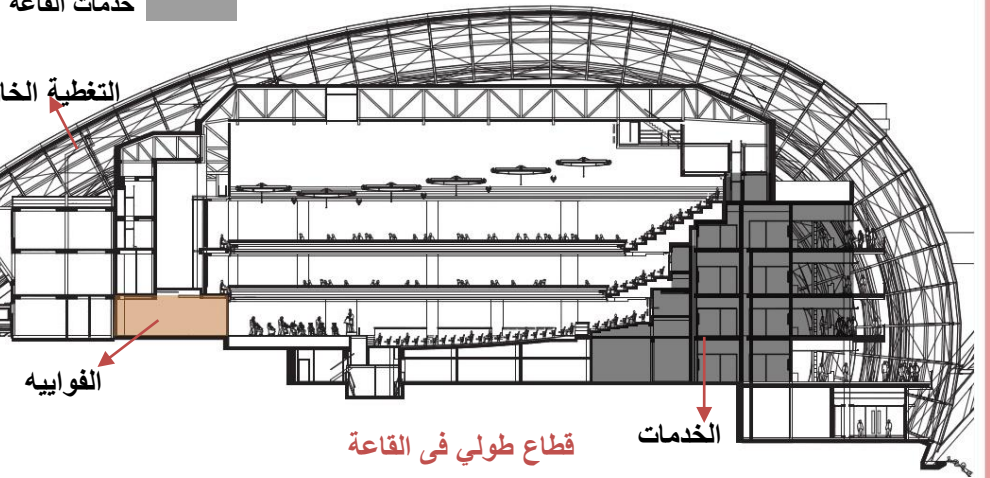 خدمات القاعة
التغطية الخا
الفواييه
الخدمات
قطاع طولي فى القاعة